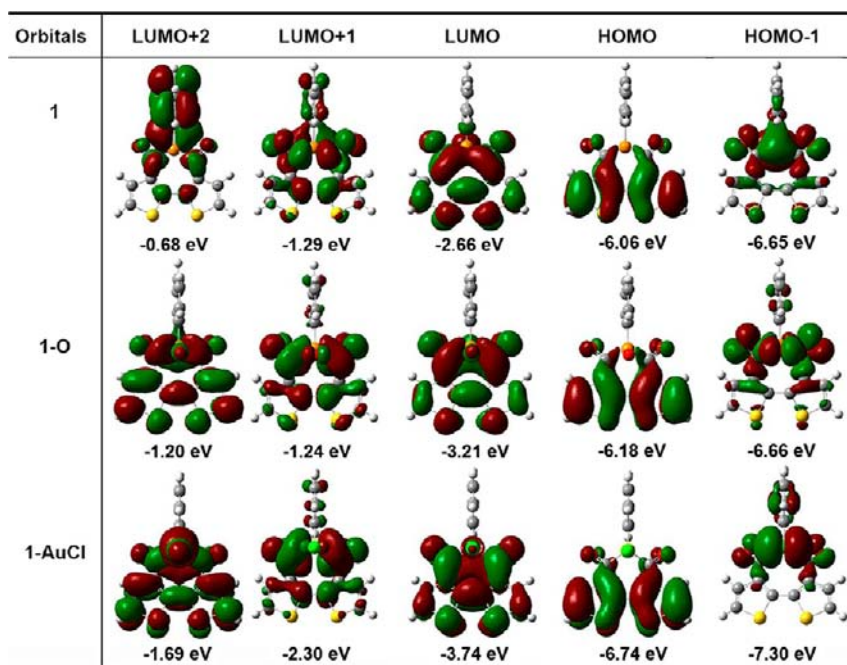 Orbitals LUMO+2 LUMO+1 LUMO HOMO HOMO-1
1
-0.68 eV -1.29 eV -2.66 eV -6.06 eV -6.65 eV
1-O
-1.20 eV -1.24 eV -3.21 eV -6.18 eV -6.66 eV
1-AuCl
-1.69 eV -2.30 eV -3.74 eV -6.74 eV -7.30 eV